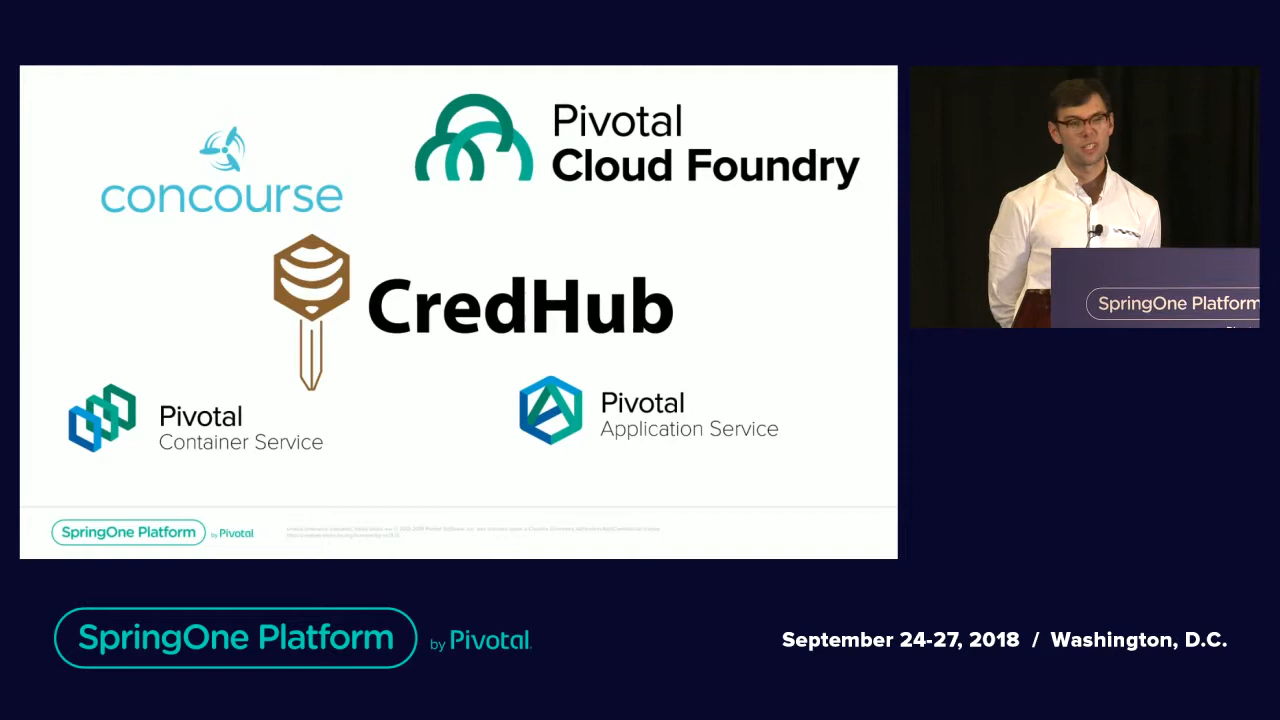 concourse
Pivotal
Cloud Foundry
CredHub
Pivotal
Container Service
Pivotal
Application Service
SpringOne Platform
by Pivotal
SpringOne Platform
SpringOne Platform
by Pivotal
September 24-27, 2018 / Washington, D.C.